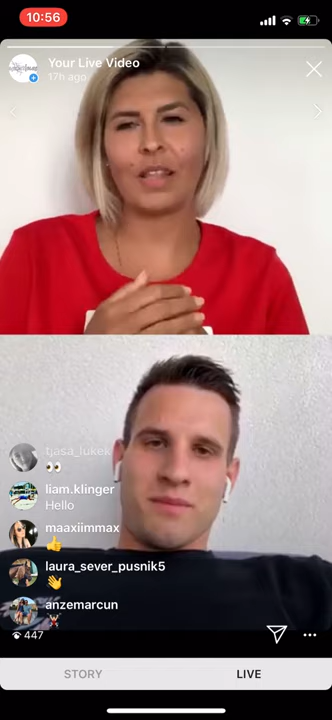 10:56
Your Live Video
17h ago
tjasa_lukek
👀
liam.klinger
Hello
maaxiimmax
👍
laura_sever_pusnik5
👋
anzemarcun
447
STORY
LIVE